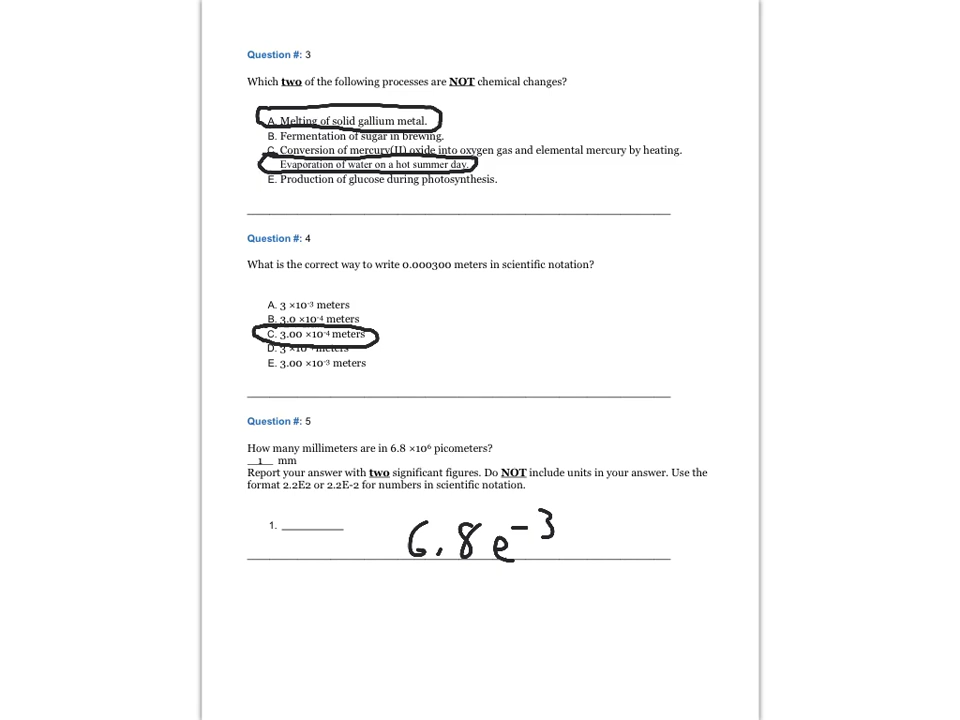 Question #: 3
Which two of the following processes are NOT chemical changes?
A. Melting of solid gallium metal.
B. Fermentation of sugar in brewing.
C. Conversion of mercury(II) oxide into oxygen gas and elemental mercury by heating.
Evaporation of water on a hot summer day.
E. Production of glucose during photosynthesis.
Question #: 4
What is the correct way to write 0.000300 meters in scientific notation?
A. 3 ×10⁻³ meters
B. 3.0 ×10⁻⁴ meters
C. 3.00 ×10⁻⁴ meters
D. 3 ×10 meters
E. 3.00 ×10⁻³ meters
Question #: 5
How many millimeters are in 6.8 ×10⁶ picometers?
__1__ mm
Report your answer with two significant figures. Do NOT include units in your answer. Use the
format 2.2E2 or 2.2E-2 for numbers in scientific notation.
1. __________
6.8e⁻³